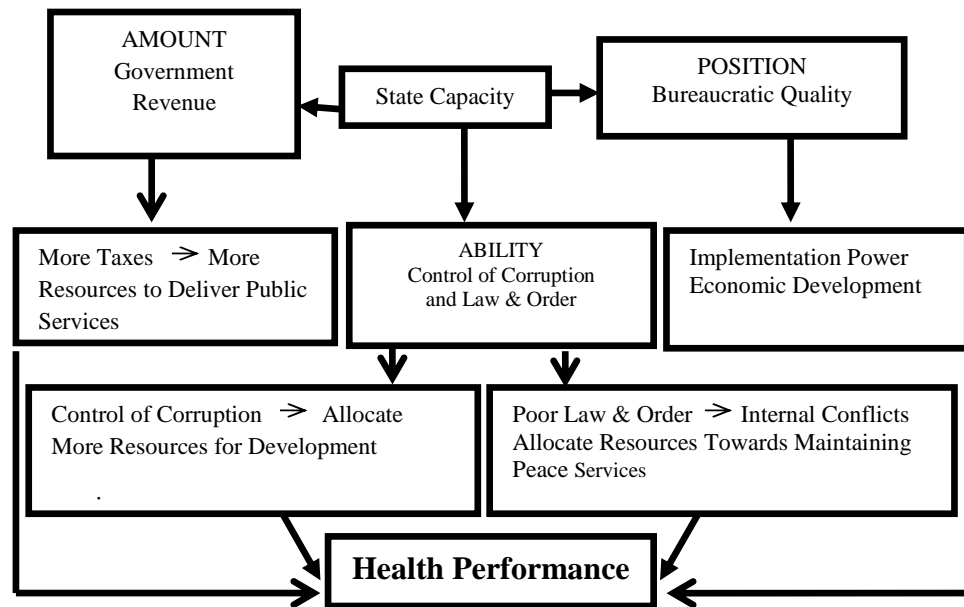 AMOUNT
Government
Revenue
State Capacity
POSITION
Bureaucratic Quality
More Taxes → More
Resources to Deliver Public
Services
ABILITY
Control of Corruption
and Law & Order
Implementation Power
Economic Development
Control of Corruption → Allocate
More Resources for Development
.
Poor Law & Order → Internal Conflicts
Allocate Resources Towards Maintaining
Peace Services
Health Performance